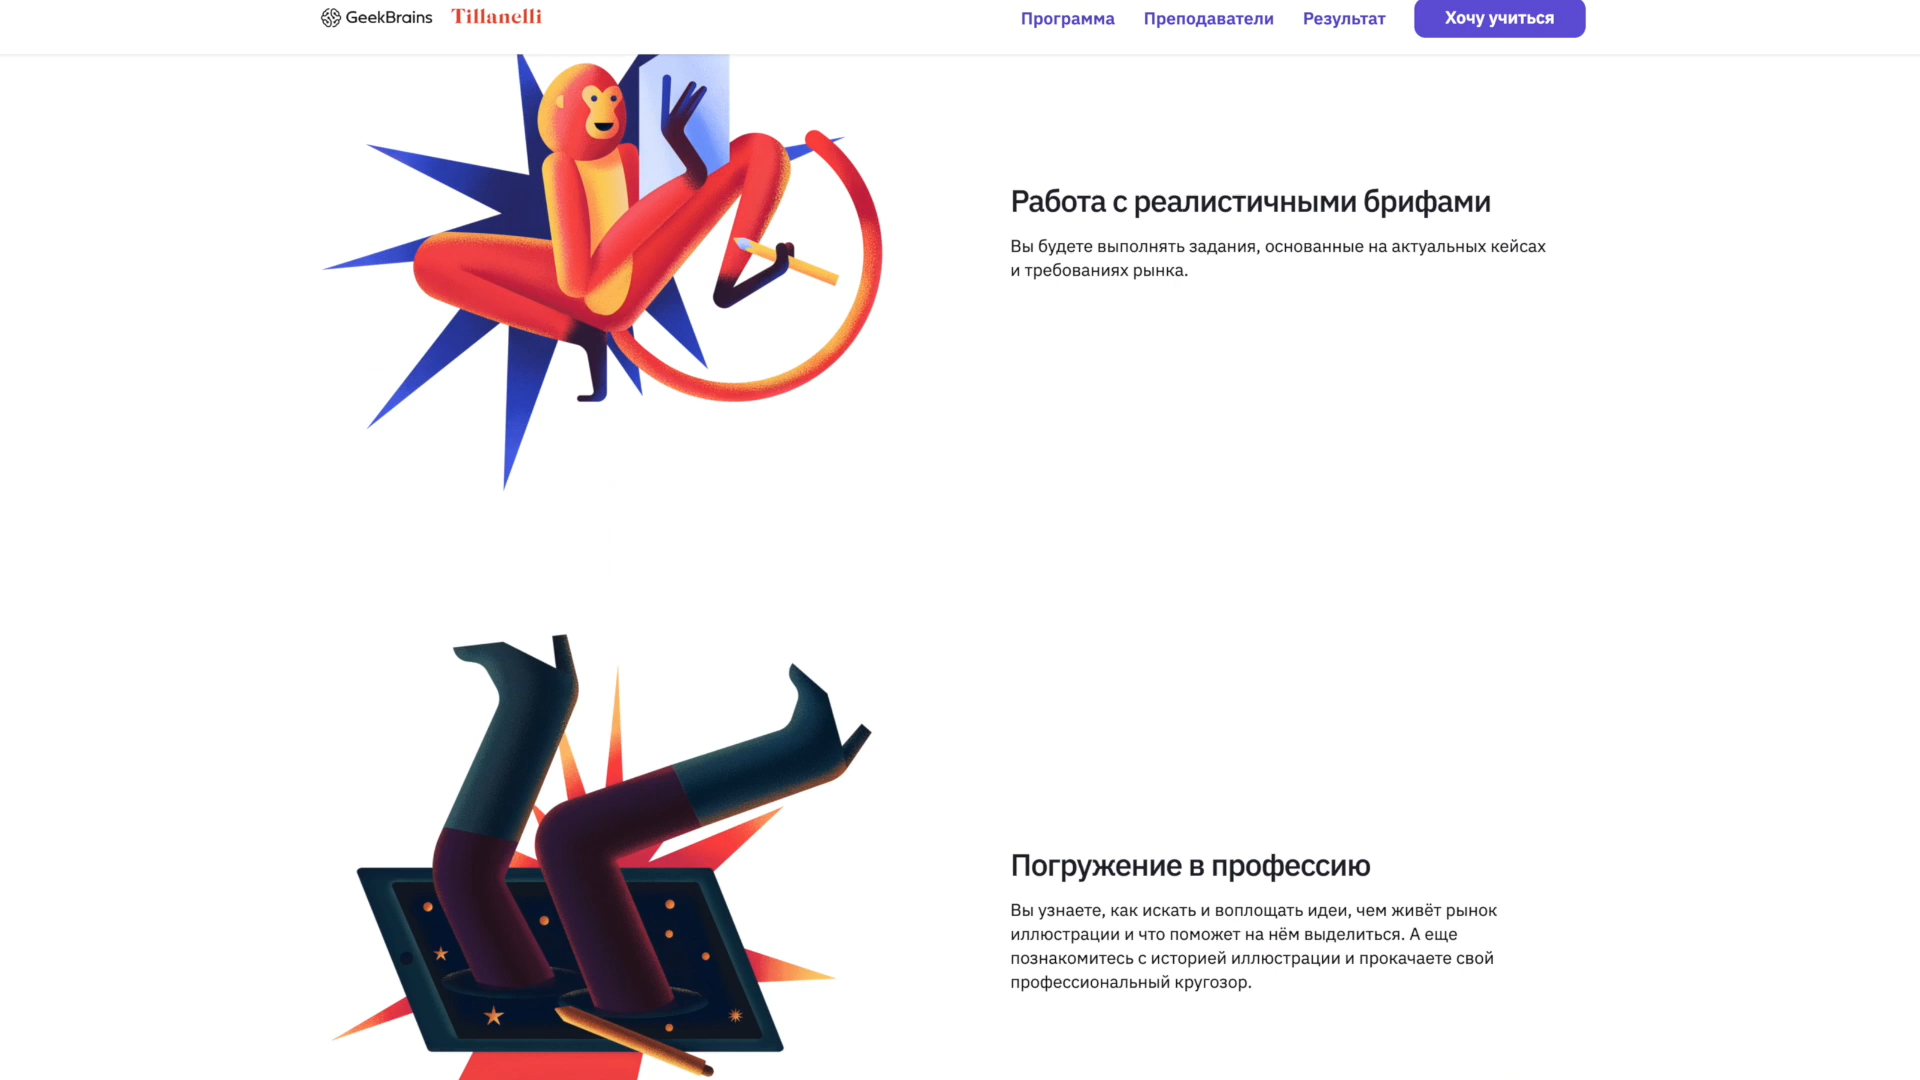 GeekBrains Tillanelli Программа Преподаватели Результат Хочу учиться
Работа с реалистичными брифами
Вы будете выполнять задания, основанные на актуальных кейсах
и требованиях рынка.
Погружение в профессию
Вы узнаете, как искать и воплощать идеи, чем живёт рынок
иллюстрации и что поможет на нём выделиться. А еще
познакомитесь с историей иллюстрации и прокачаете свой
профессиональный кругозор.